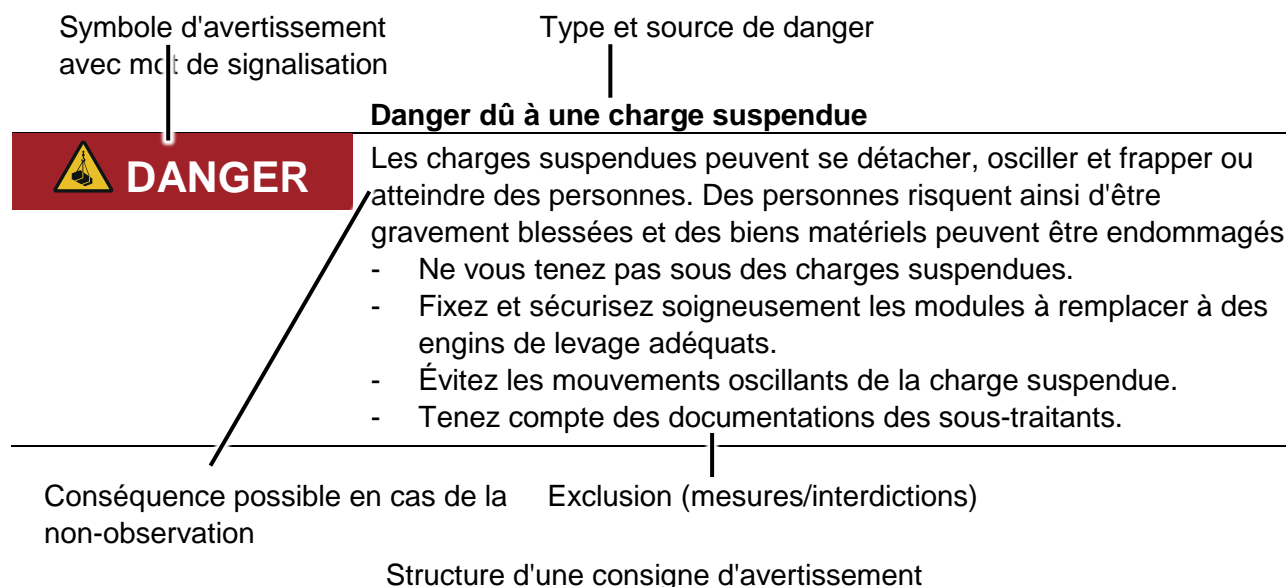 Symbole d'avertissement
avec mot de signalisation
Type et source de danger
Danger dû à une charge suspendue
DANGER
Les charges suspendues peuvent se détacher, osciller et frapper ou
atteindre des personnes. Des personnes risquent ainsi d'être
gravement blessées et des biens matériels peuvent être endommagés
- Ne vous tenez pas sous des charges suspendues.
- Fixez et sécurisez soigneusement les modules à remplacer à des
engins de levage adéquats.
- Évitez les mouvements oscillants de la charge suspendue.
- Tenez compte des documentations des sous-traitants.
Conséquence possible en cas de la
non-observation
Exclusion (mesures/interdictions)
Structure d'une consigne d'avertissement